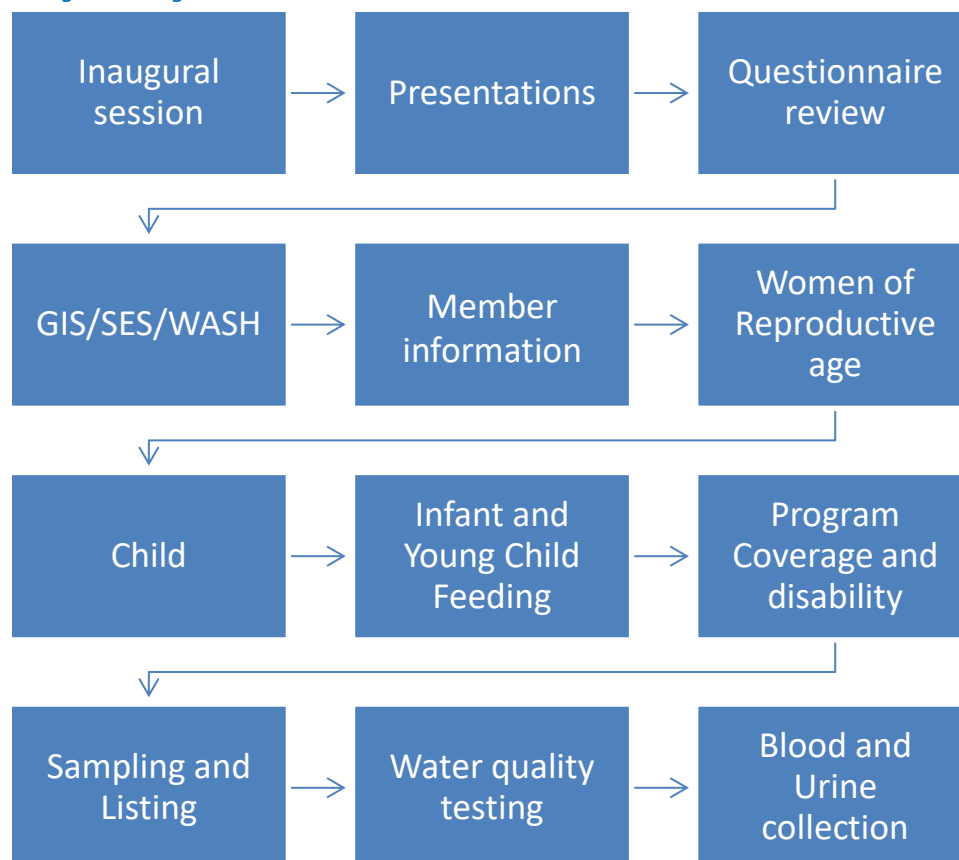 Inaugural
session
Presentations
Questionnaire
review
GIS/SES/WASH
Member
information
Women of
Reproductive
age
Child
Infant and
Young Child
Feeding
Program
Coverage and
disability
Sampling and
Listing
Water quality
testing
Blood and
Urine
collection